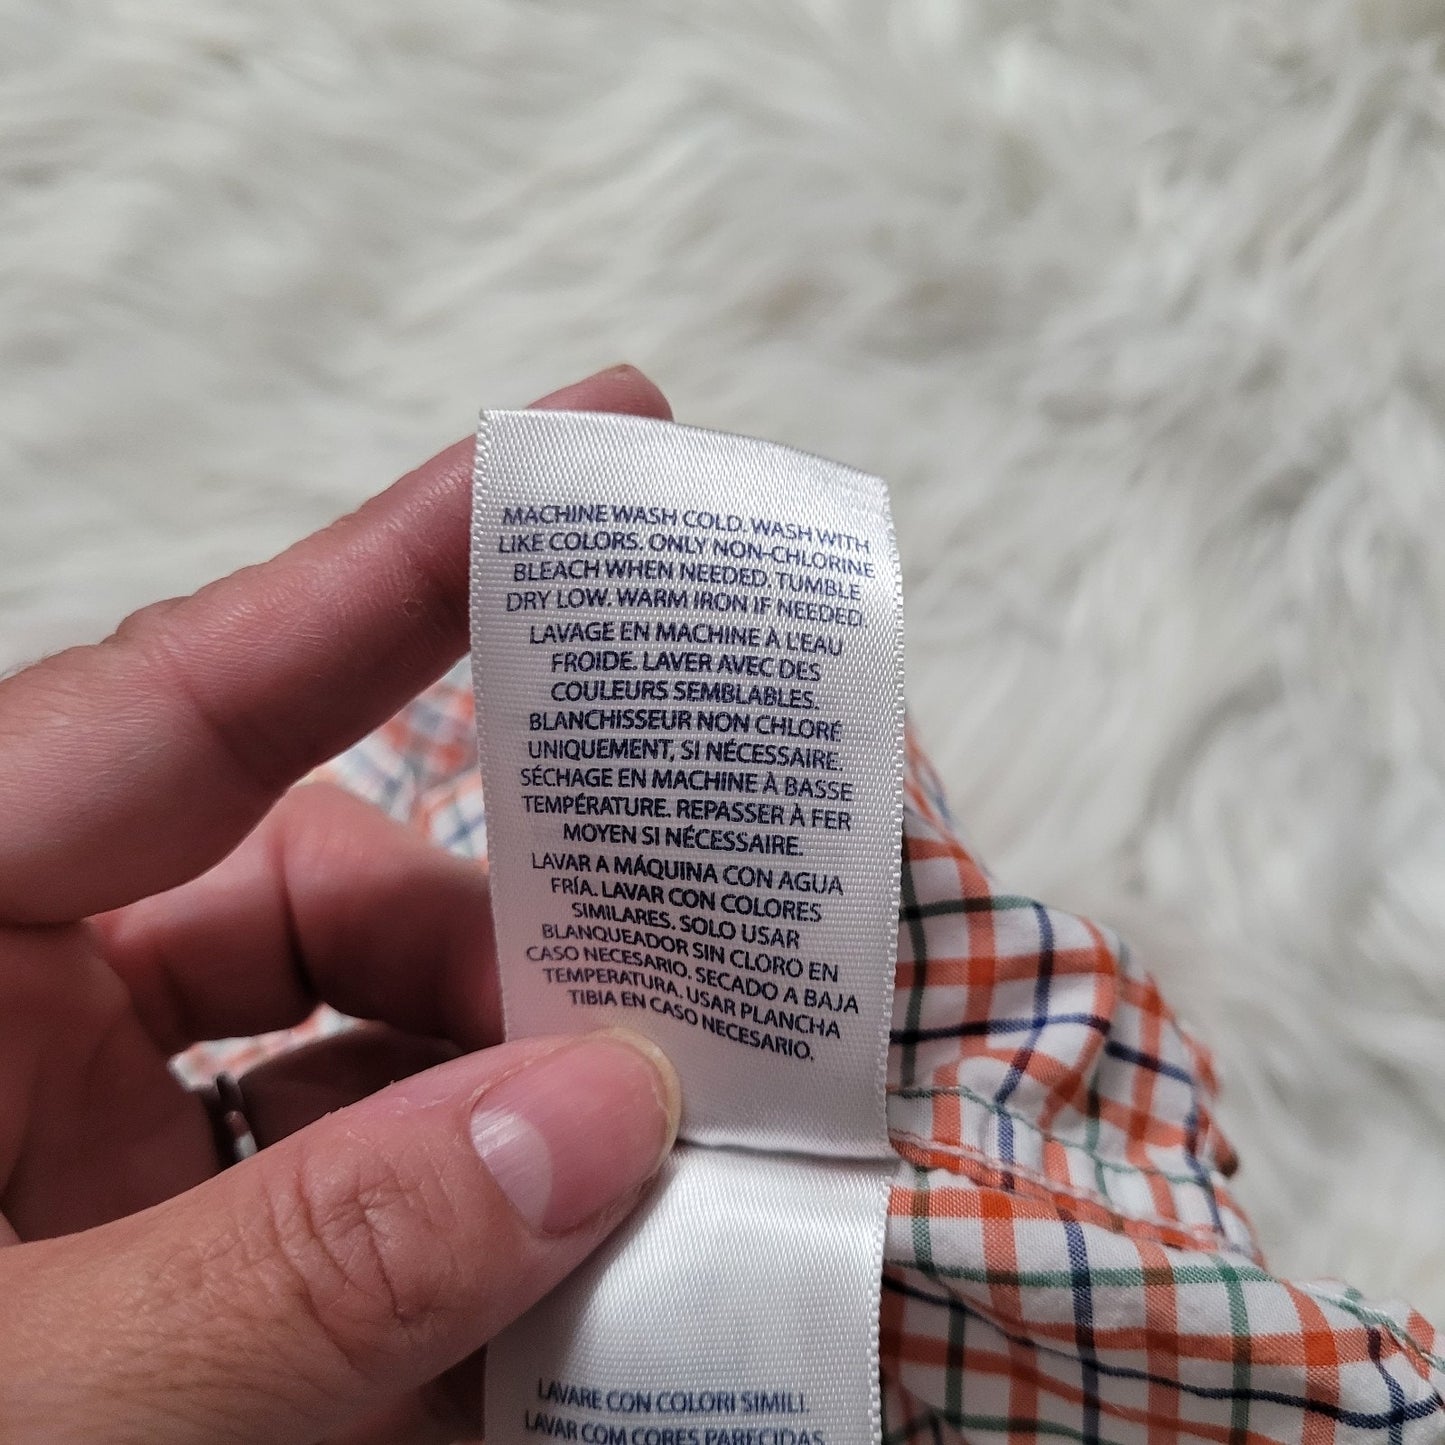 MACHINE WASH COLD. WASH WITH
LIKE COLORS. ONLY NON-CHLORINE
BLEACH WHEN NEEDED. TUMBLE
DRY LOW. WARM IRON IF NEEDED.
LAVAGE EN MACHINE A L'EAU
FROIDE. LAVER AVEC DES
COULEURS SEMBLABLES.
BLANCHISSEUR NON CHLORÉ
UNIQUEMENT, SI NÉCESSAIRE.
SÉCHAGE EN MACHINE À BASSE
TEMPÉRATURE. REPASSER À FER
MOYEN SI NÉCESSAIRE.
LAVAR A MÁQUINA CON AGUA
FRÍA. LAVAR CON COLORES
SIMILARES. SOLO USAR
BLANQUEADOR SIN CLORO EN
CASO NECESARIO. SECADO A BAJA
TEMPERATURA. USAR PLANCHA
TIBIA EN CASO NECESARIO.
LAVARE CON COLORI SIMILI.
LAVAR COM CORES PARECIDAS.